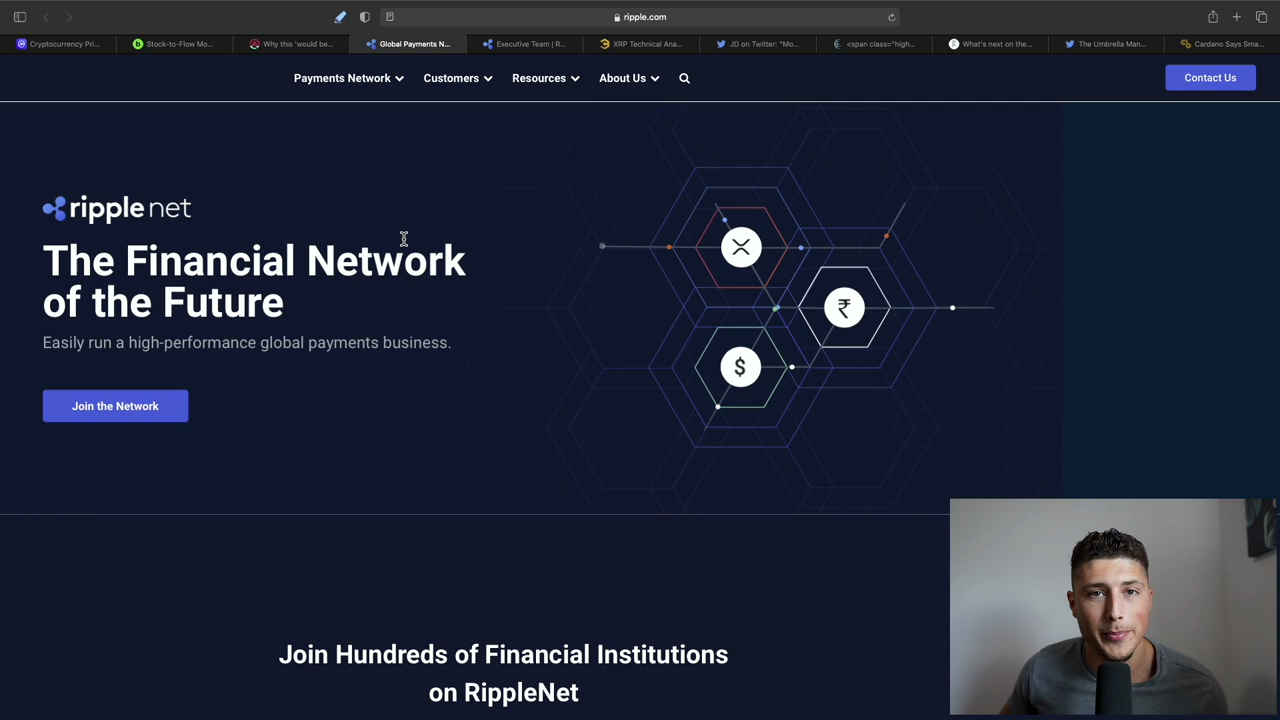 ripple.com
Cryptocurrency Pri...
Stock-to-Flow Mo...
Why this 'would be...
Global Payments N...
Executive Team | R...
XRP Technical Ana...
JD on Twitter: "Mo...
<span class="high...
What's next on the...
The Umbrella Man...
Cardano Says Sma...
Payments Network
Customers
Resources
About Us
Contact Us
ripple net
The Financial Network
of the Future
Easily run a high-performance global payments business.
Join the Network
₹
$
Join Hundreds of Financial Institutions
on RippleNet